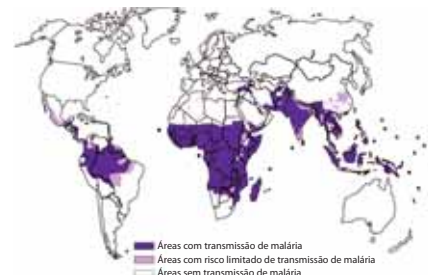 Áreas com transmissão de malária
Áreas com risco limitado de transmissão de malária
Áreas sem transmissão de malária